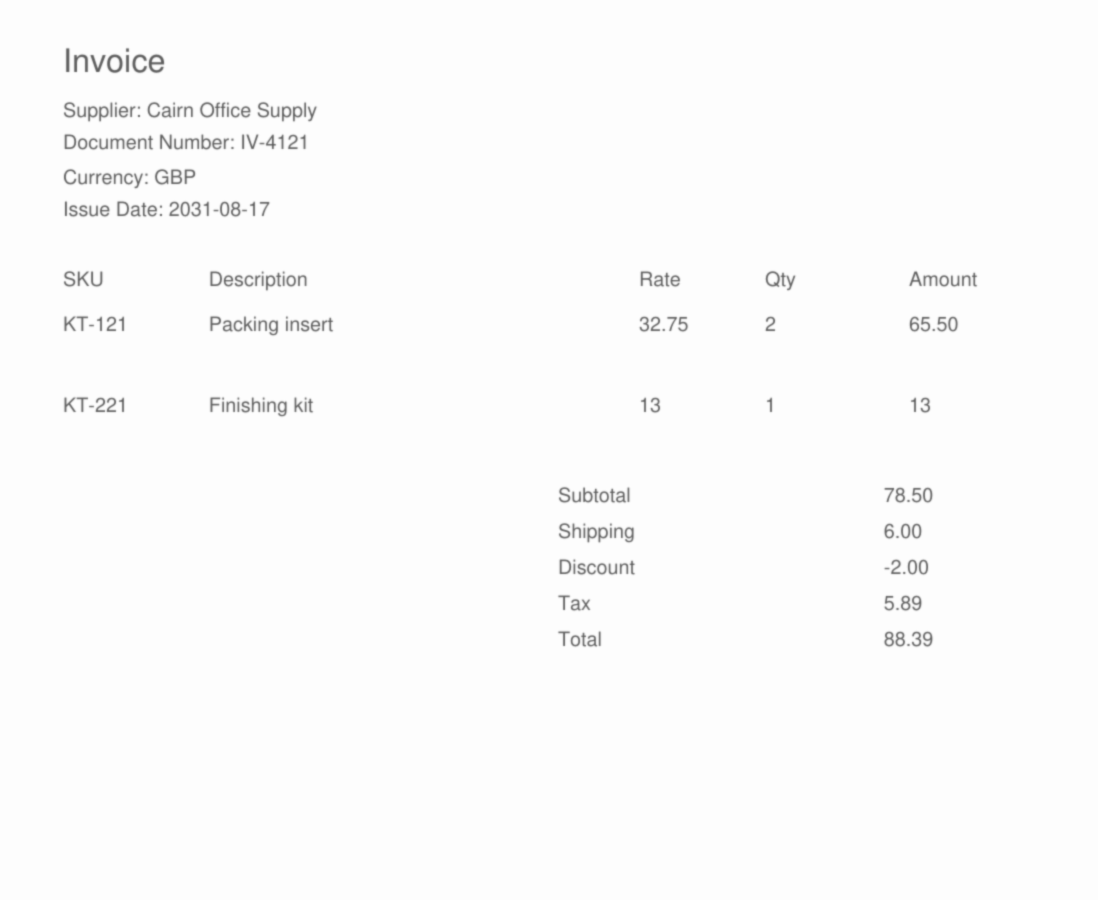 Invoice
Supplier: Cairn Office Supply
Document Number: IV-4121
Currency: GBP
Issue Date: 2031-08-17
SKU Description Rate Qty Amount
KT-121 Packing insert 32.75 2 65.50
KT-221 Finishing kit 13 1 13
Subtotal 78.50
Shipping 6.00
Discount -2.00
Tax 5.89
Total 88.39